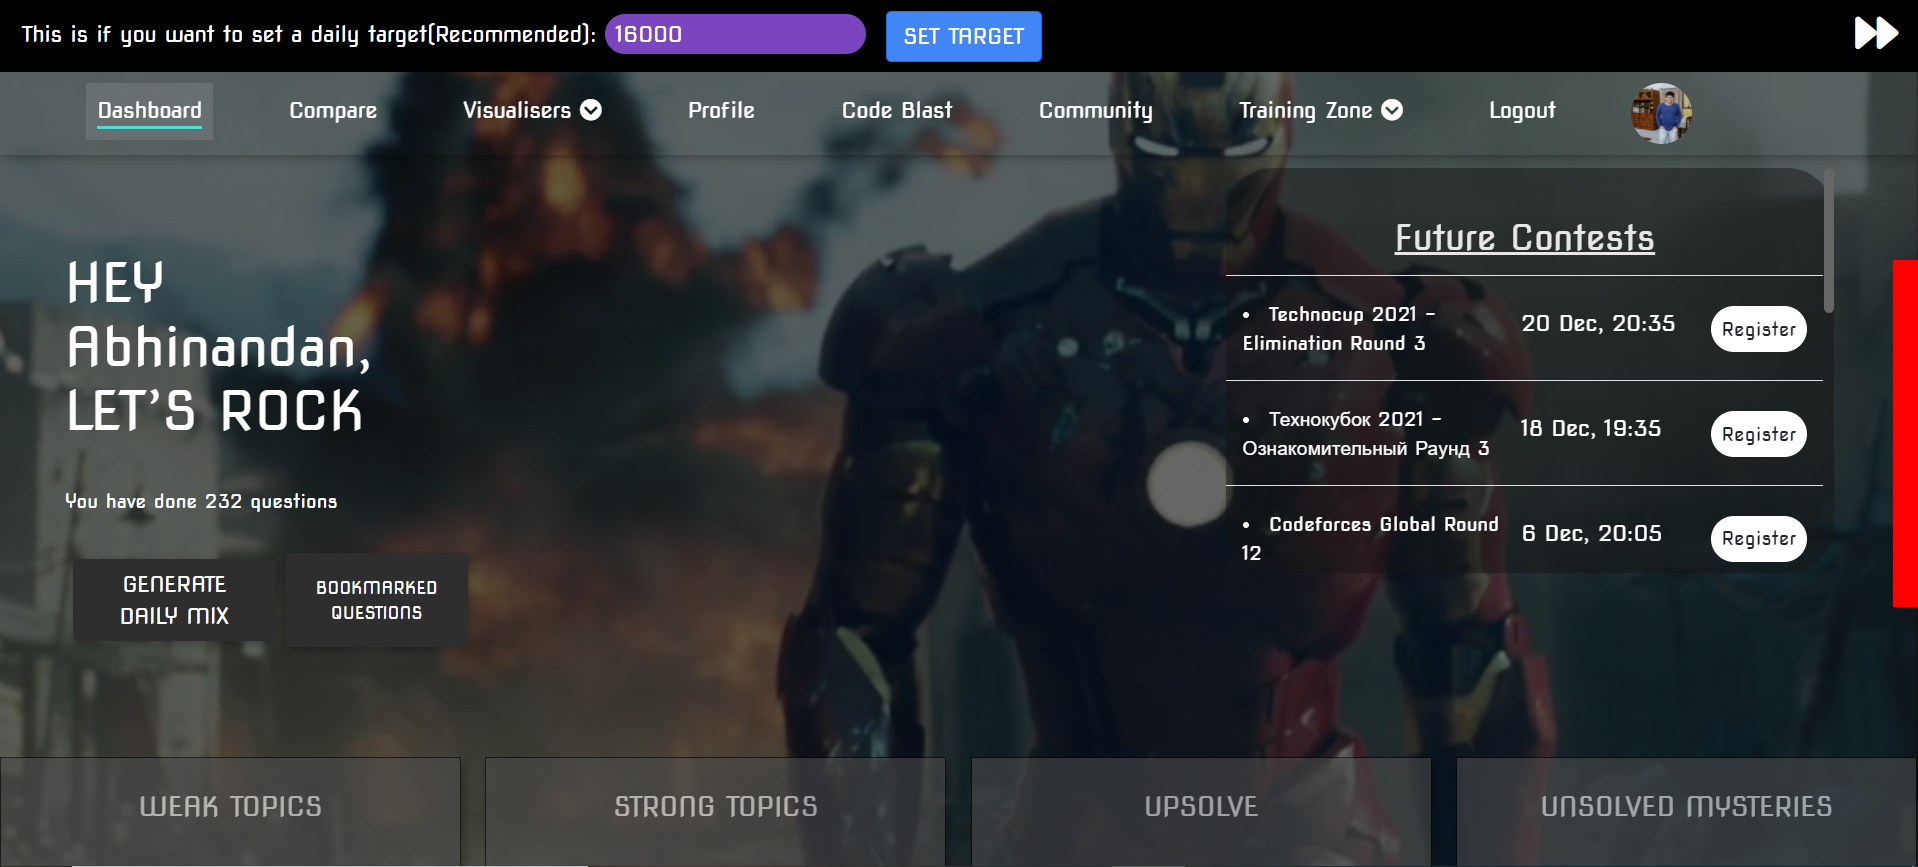 This is if you want to set a daily target(Recommended): 16000 SET TARGET
Dashboard Compare Visualisers Profile Code Blast Community Training Zone Logout
HEY
Abhinandan,
LET'S ROCK
You have done 232 questions
GENERATE
DAILY MIX
BOOKMARKED
QUESTIONS
Future Contests
• Technocup 2021 -
Elimination Round 3
20 Dec, 20:35
Register
• Технокубок 2021 -
Ознакомительный Раунд 3
18 Dec, 19:35
Register
• Codeforces Global Round
12
6 Dec, 20:05
Register
WEAK TOPICS
STRONG TOPICS
UPSOLVE
UNSOLVED MYSTERIES